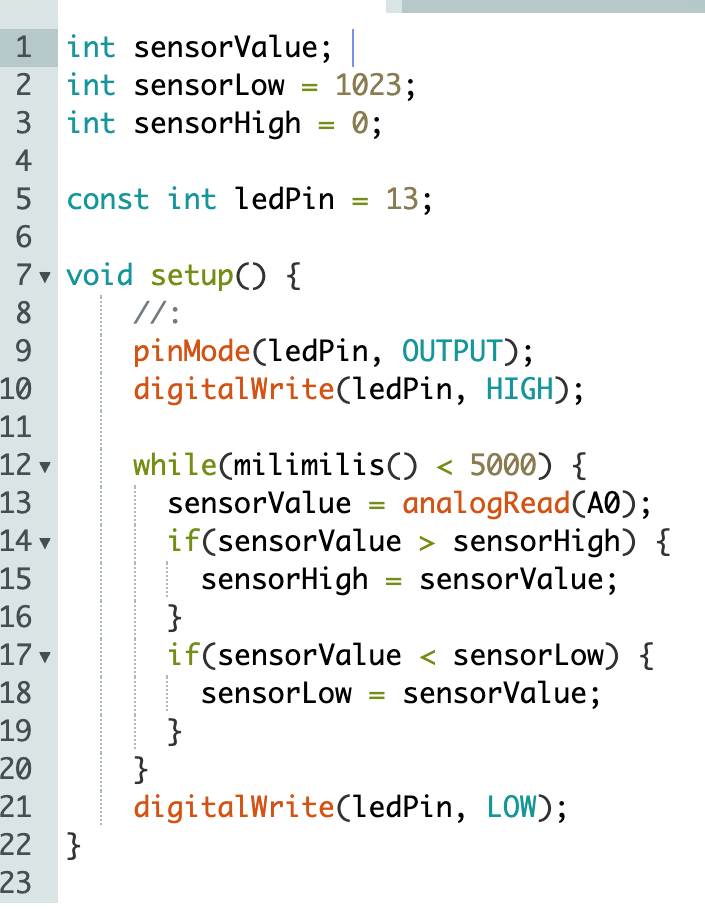 1 int sensorValue;
2 int sensorLow = 1023;
3 int sensorHigh = 0;
4
5 const int ledPin = 13;
6
7 void setup() {
8 //:
9 pinMode(ledPin, OUTPUT);
10 digitalWrite(ledPin, HIGH);
11
12 while(milimilis() < 5000) {
13 sensorValue = analogRead(A0);
14 if(sensorValue > sensorHigh) {
15 sensorHigh = sensorValue;
16 }
17 if(sensorValue < sensorLow) {
18 sensorLow = sensorValue;
19 }
20 }
21 digitalWrite(ledPin, LOW);
22 }
23